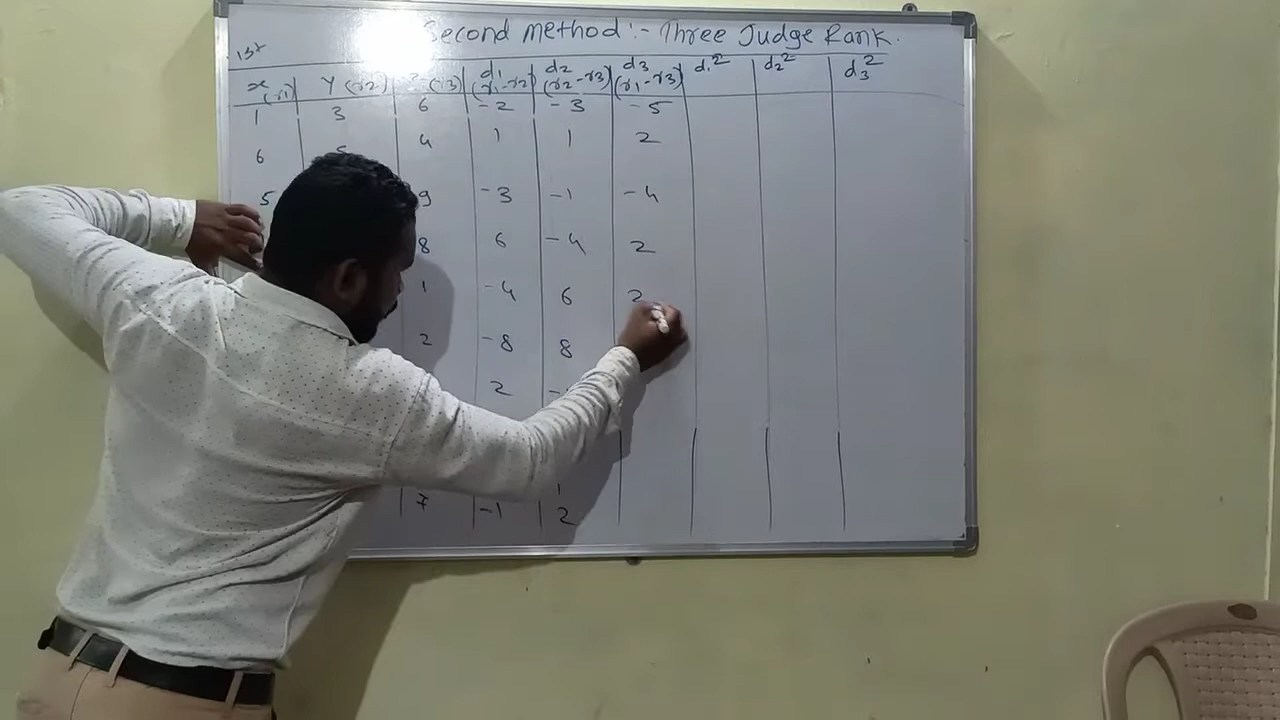 Second method :- Three Judge Rank.
1st
x (r1) Y (r2) (r3) d1 (r1-r2) d2 (r2-r3) d3 (r1-r3) d1² d2² d3²
1 3 6 -2 -3 -5
6 5 4 1 1 2
5 9 -3 -1 -4
8 6 -4 2
1 -4 6 2
2 -8 8
2
1
7 -1 2